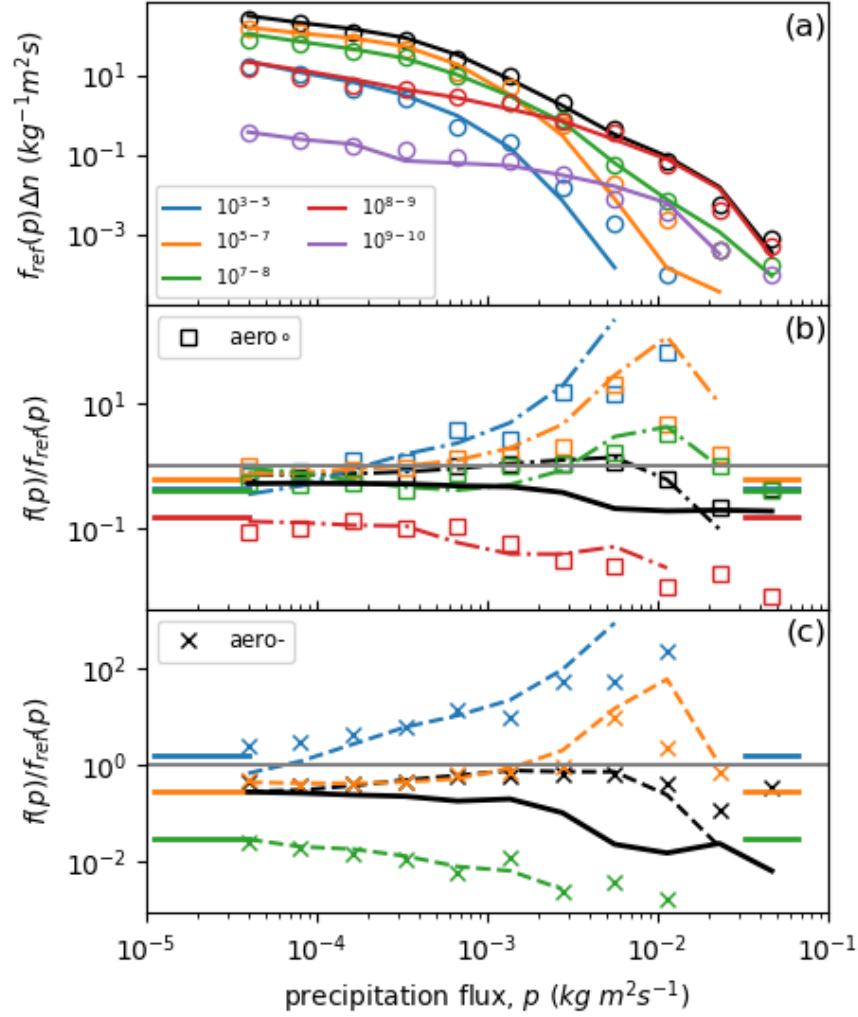 (a)
f_ref(p)Δn (kg⁻¹m²s)
10¹
10⁻¹
10⁻³
10³⁻⁵
10⁵⁻⁷
10⁷⁻⁸
10⁸⁻⁹
10⁹⁻¹⁰
(b)
aero∘
f(p)/f_ref(p)
10¹
10⁻¹
(c)
aero-
f(p)/f_ref(p)
10²
10⁰
10⁻²
10⁻⁵
10⁻⁴
10⁻³
10⁻²
10⁻¹
precipitation flux, p (kg m²s⁻¹)